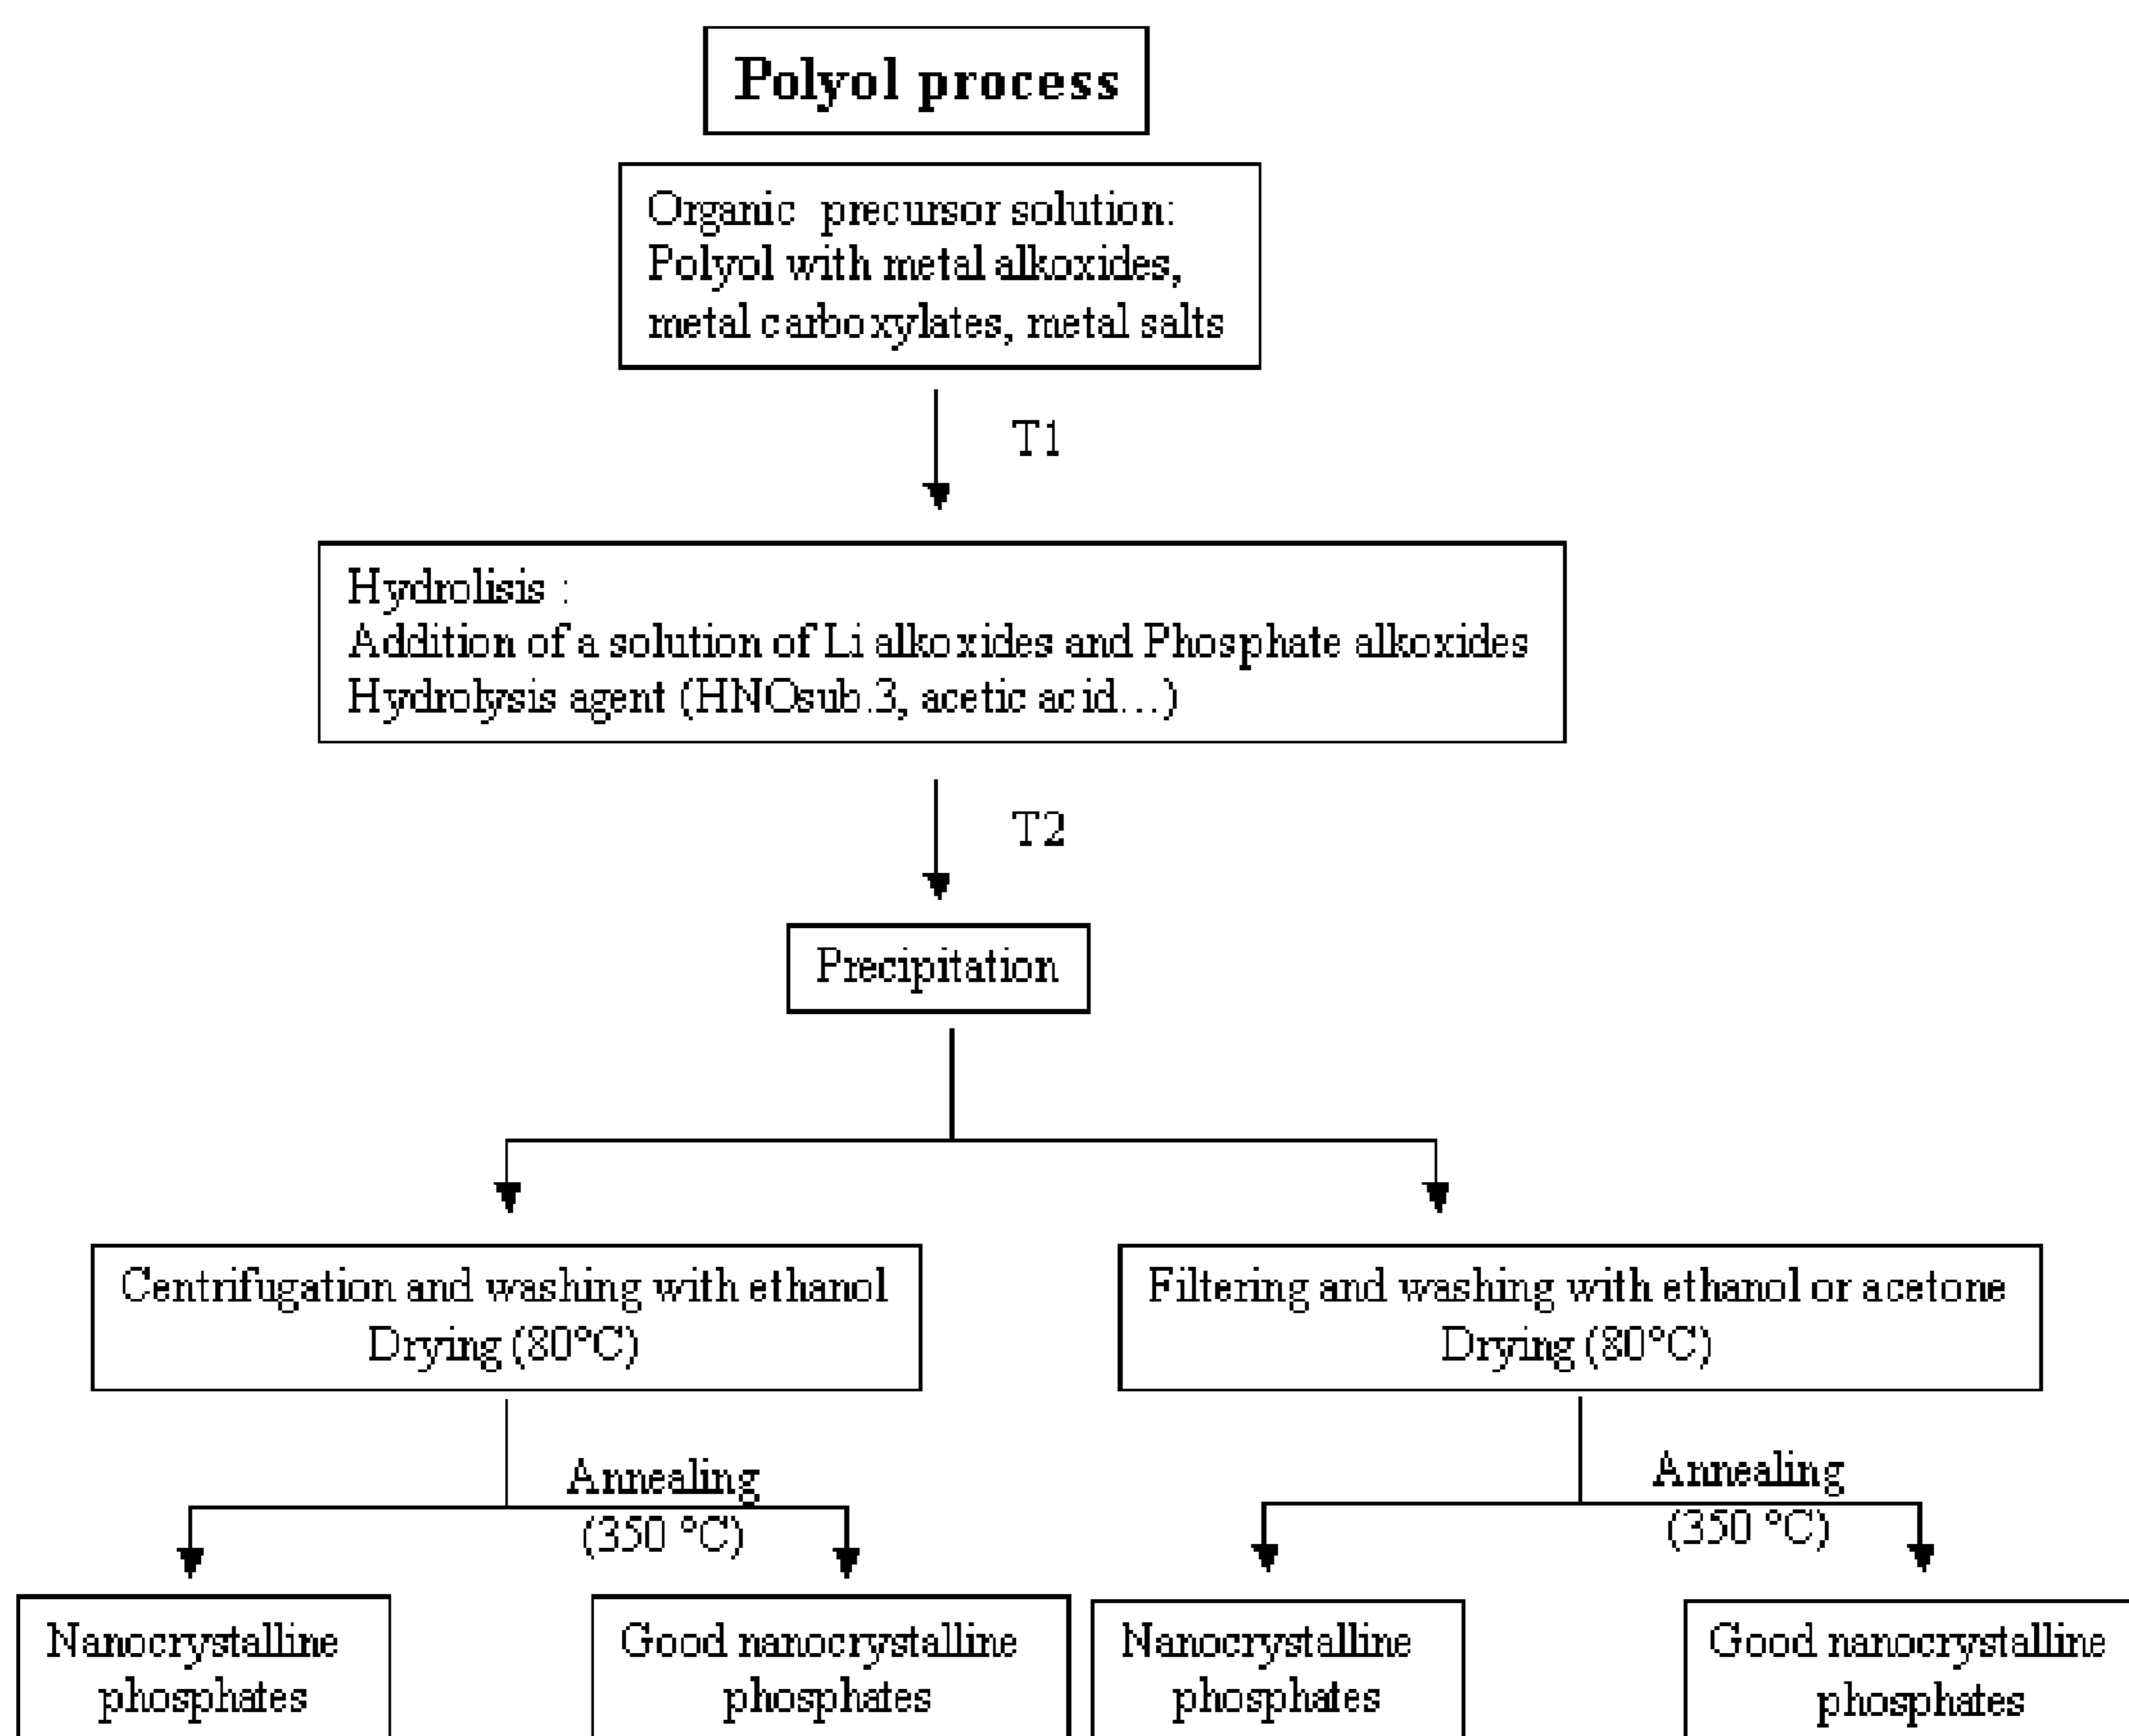 Polyol process
Organic precursor solution:
Polyol with metal alkoxides,
metal carboxylates, metal salts
T1
Hydrolisis :
Addition of a solution of Li alkoxides and Phosphate alkoxides
Hydrolysis agent (HNOsub.3, acetic acid…)
T2
Precipitation
Centrifugation and washing with ethanol
Drying (80°C)
Filtering and washing with ethanol or acetone
Drying (80°C)
Annealing
(350 °C)
Annealing
(350 °C)
Nanocrystalline
phosphates
Good nanocrystalline
phosphates
Nanocrystalline
phosphates
Good nanocrystalline
phosphates